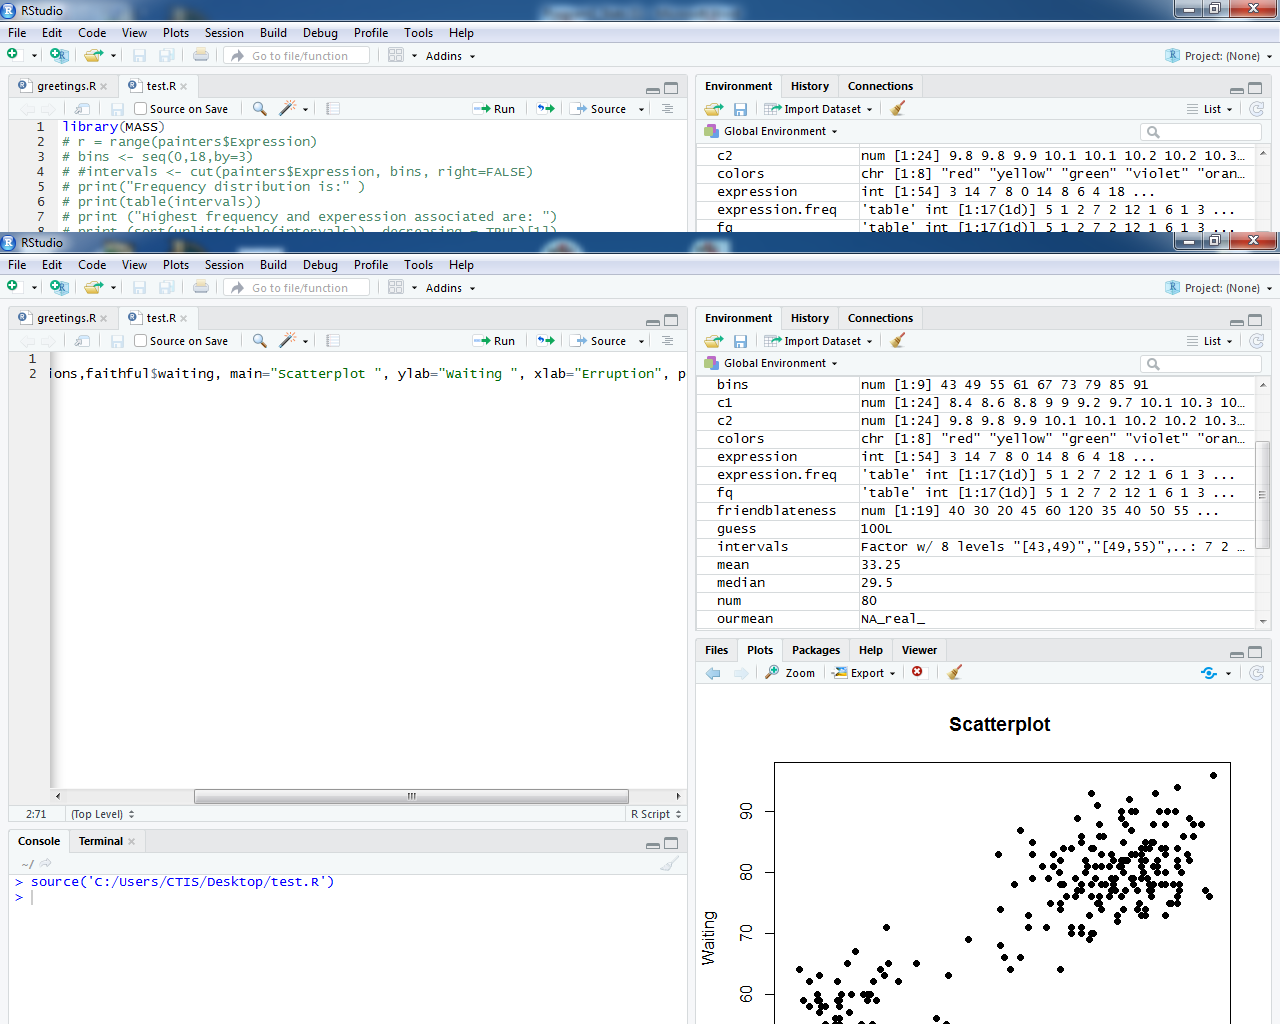 RStudio
File Edit Code View Plots Session Build Debug Profile Tools Help
Go to file/function Addins Project: (None)
greetings.R test.R
Source on Save Run Source
1 library(MASS)
2 # r = range(painters$Expression)
3 # bins <- seq(0,18,by=3)
4 # #intervals <- cut(painters$Expression, bins, right=FALSE)
5 # print("Frequency distribution is:" )
6 # print(table(intervals))
7 # print ("Highest frequency and experession associated are: ")
8 # print (sort(unlist(table(intervals)), decreasing = TRUE)[1])
Environment History Connections
Import Dataset List
Global Environment
c2 num [1:24] 9.8 9.8 9.9 10.1 10.1 10.2 10.2 10.3…
colors chr [1:8] "red" "yellow" "green" "violet" "oran…
expression int [1:54] 3 14 7 8 0 14 8 6 4 18 ...
expression.freq 'table' int [1:17(1d)] 5 1 2 7 2 12 1 6 1 3 ...
fq 'table' int [1:17(1d)] 5 1 2 7 2 12 1 6 1 3 ...
RStudio
File Edit Code View Plots Session Build Debug Profile Tools Help
Go to file/function Addins Project: (None)
greetings.R test.R
Source on Save Run Source
1
2 ions,faithful$waiting, main="Scatterplot ", ylab="Waiting ", xlab="Erruption", p
2:71 (Top Level) R Script
Console Terminal
~/
> source('C:/Users/CTIS/Desktop/test.R')
>
Environment History Connections
Import Dataset List
Global Environment
bins num [1:9] 43 49 55 61 67 73 79 85 91
c1 num [1:24] 8.4 8.6 8.8 9 9 9.2 9.7 10.1 10.3 10…
c2 num [1:24] 9.8 9.8 9.9 10.1 10.1 10.2 10.2 10.3…
colors chr [1:8] "red" "yellow" "green" "violet" "oran…
expression int [1:54] 3 14 7 8 0 14 8 6 4 18 ...
expression.freq 'table' int [1:17(1d)] 5 1 2 7 2 12 1 6 1 3 ...
fq 'table' int [1:17(1d)] 5 1 2 7 2 12 1 6 1 3 ...
friendblateness num [1:19] 40 30 20 45 60 120 35 40 50 55 ...
guess 100L
intervals Factor w/ 8 levels "[43,49)","[49,55)",..: 7 2 …
mean 33.25
median 29.5
num 80
ourmean NA_real_
Files Plots Packages Help Viewer
Zoom Export
Scatterplot
90
80
70
60
Waiting